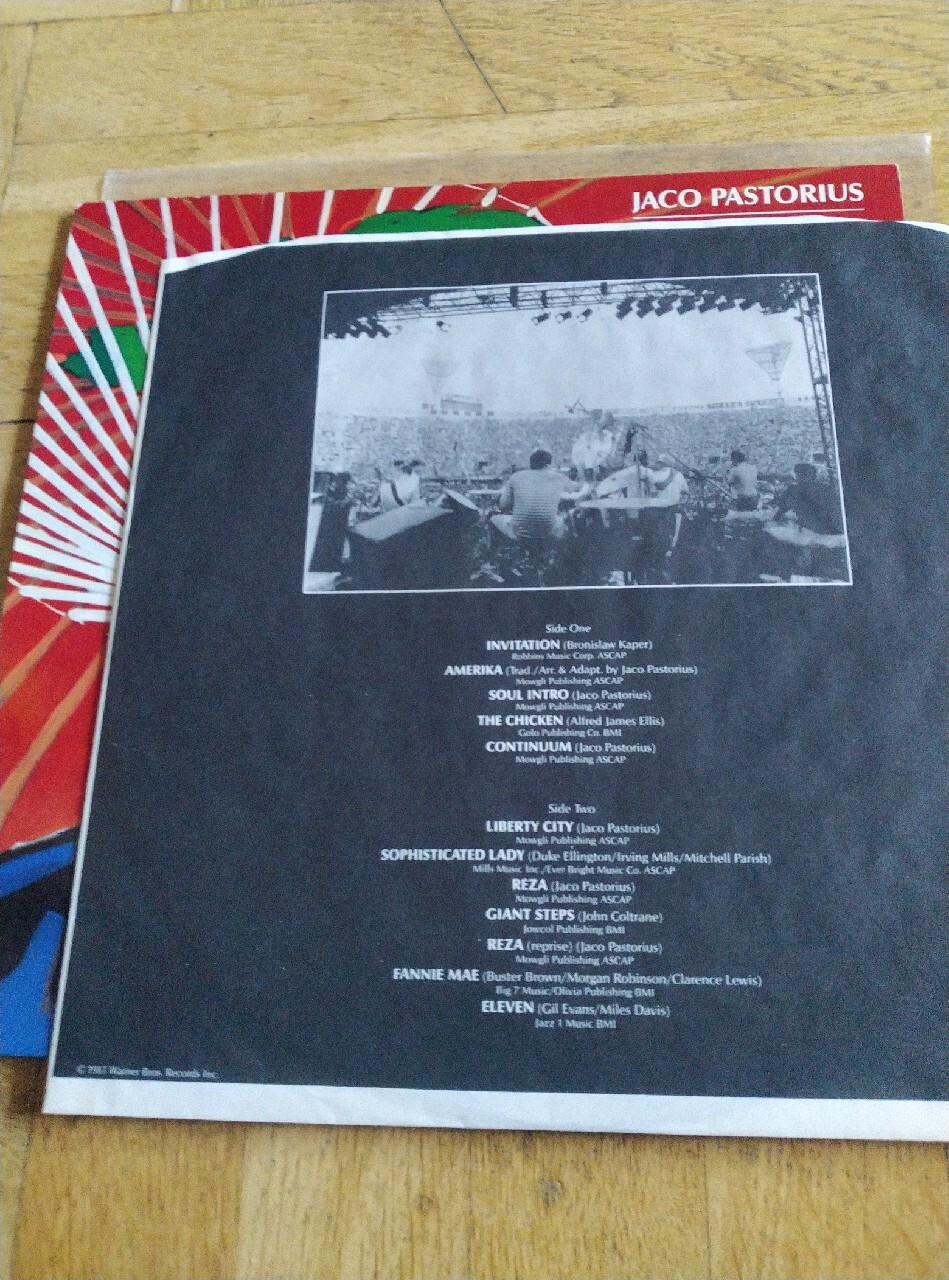 JACO PASTORIUS
Side One
INVITATION (Bronislaw Kaper)
Robbins Music Corp. ASCAP
AMERIKA (Trad./Arr. & Adapt. by Jaco Pastorius)
Mowgli Publishing ASCAP
SOUL INTRO (Jaco Pastorius)
Mowgli Publishing ASCAP
THE CHICKEN (Alfred James Ellis)
Golo Publishing Co. BMI
CONTINUUM (Jaco Pastorius)
Mowgli Publishing ASCAP
Side Two
LIBERTY CITY (Jaco Pastorius)
Mowgli Publishing ASCAP
SOPHISTICATED LADY (Duke Ellington/Irving Mills/Mitchell Parish)
Mills Music Inc./Ever Bright Music Co. ASCAP
REZA (Jaco Pastorius)
Mowgli Publishing ASCAP
GIANT STEPS (John Coltrane)
Jowcol Publishing BMI
REZA (reprise) (Jaco Pastorius)
Mowgli Publishing ASCAP
FANNIE MAE (Buster Brown/Morgan Robinson/Clarence Lewis)
Big 7 Music/Olivia Publishing BMI
ELEVEN (Gil Evans/Miles Davis)
Jazz 1 Music BMI
© Warner Bros. Records Inc.